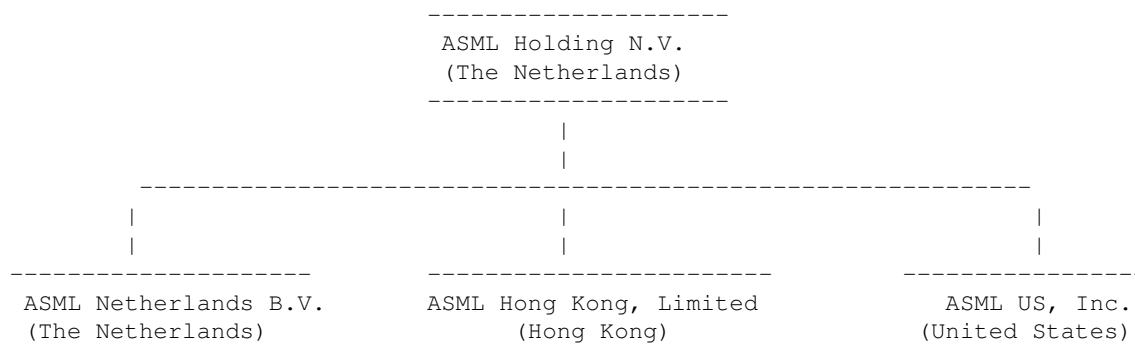 ASML Holding N.V.
(The Netherlands)
ASML Netherlands B.V. ASML Hong Kong, Limited ASML US, Inc.
(The Netherlands) (Hong Kong) (United States)